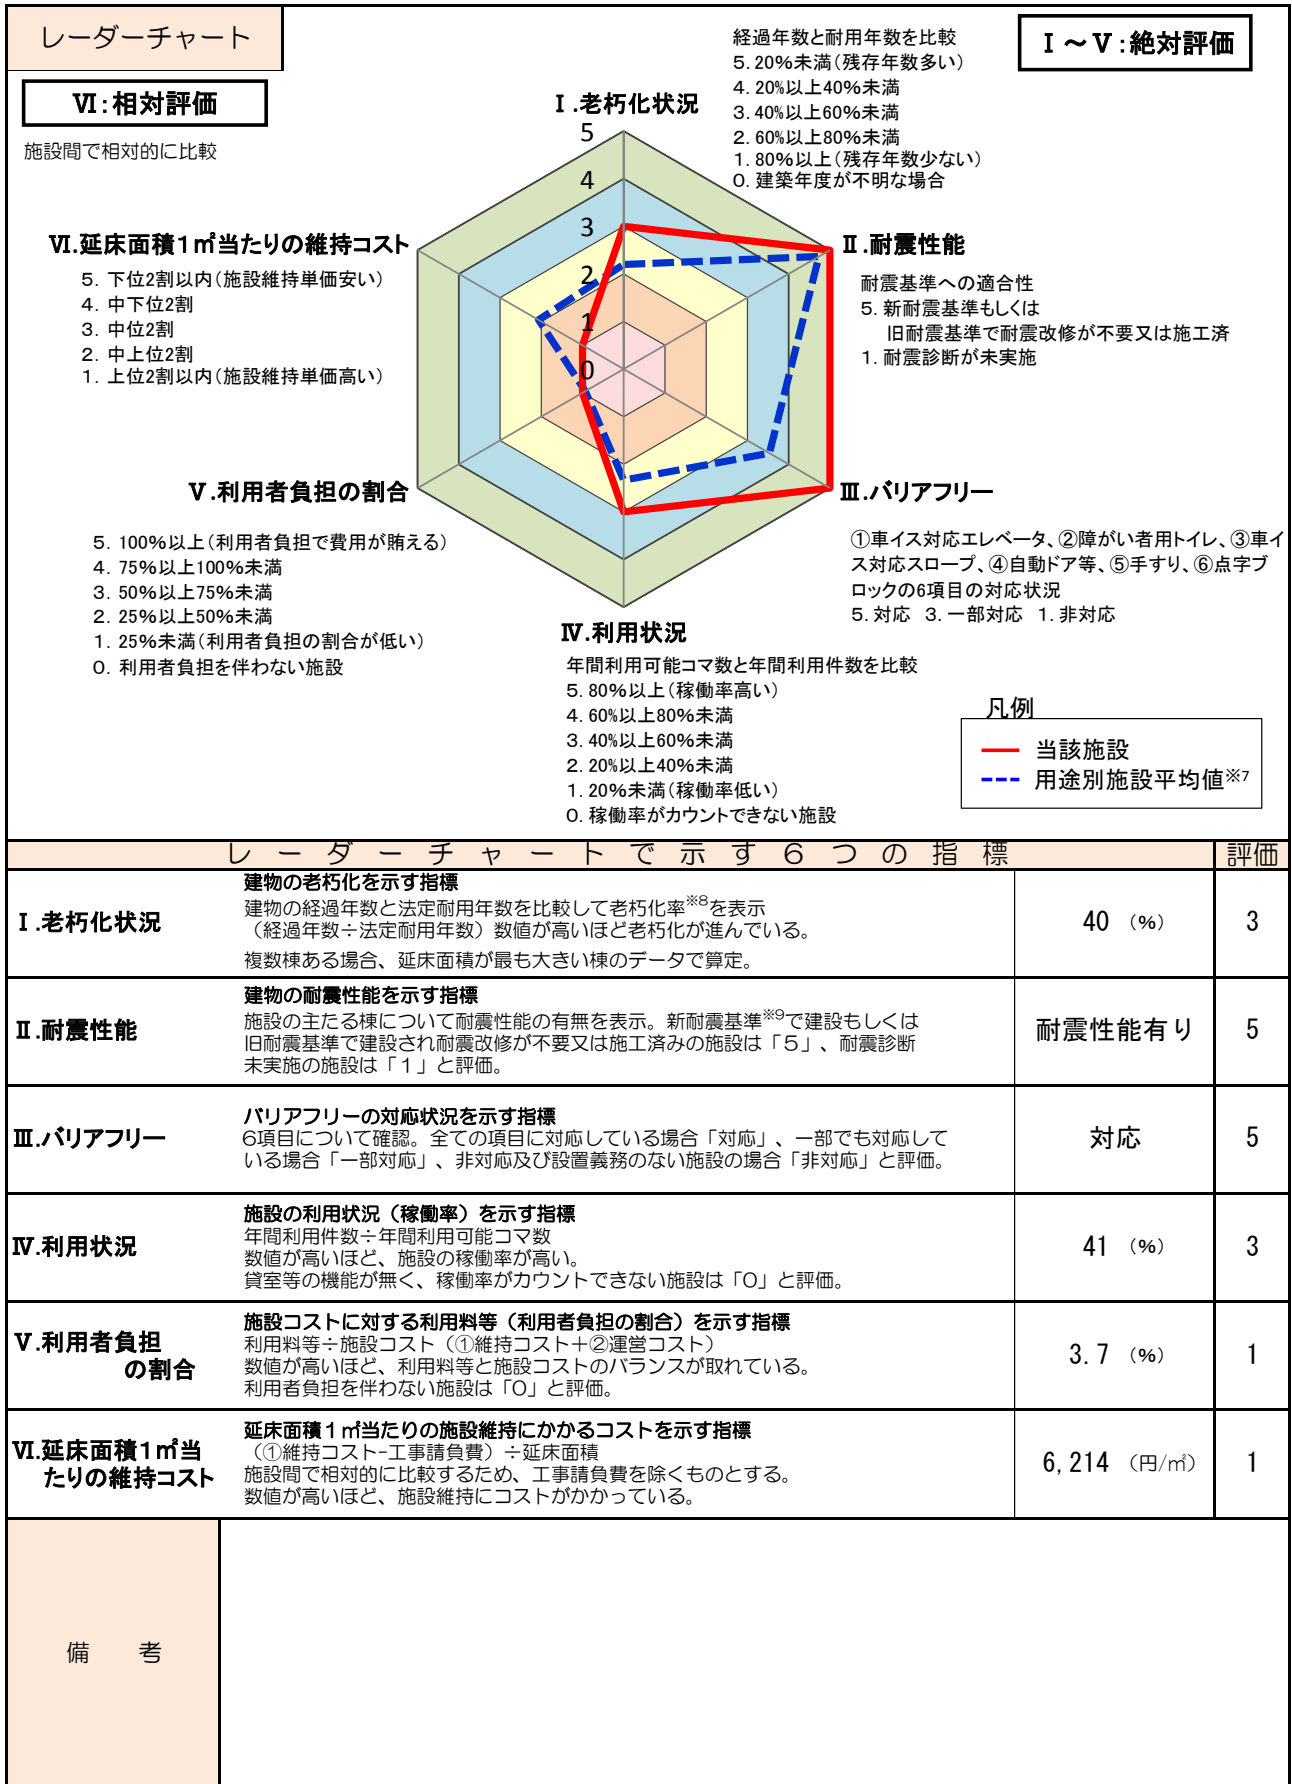 レーダーチャート
Ⅰ～Ⅴ：絶対評価
Ⅵ：相対評価
施設間で相対的に比較
Ⅰ.老朽化状況
経過年数と耐用年数を比較
5. 20%未満（残存年数多い）
4. 20%以上40%未満
3. 40%以上60%未満
2. 60%以上80%未満
1. 80%以上（残存年数少ない）
0. 建築年度が不明な場合
5
4
3
2
1
0
Ⅱ.耐震性能
耐震基準への適合性
5. 新耐震基準もしくは
旧耐震基準で耐震改修が不要又は施工済
1. 耐震診断が未実施
Ⅵ.延床面積1㎡当たりの維持コスト
5. 下位2割以内（施設維持単価安い）
4. 中下位2割
3. 中位2割
2. 中上位2割
1. 上位2割以内（施設維持単価高い）
Ⅲ.バリアフリー
①車イス対応エレベータ、②障がい者用トイレ、③車イ
ス対応スロープ、④自動ドア等、⑤手すり、⑥点字ブ
ロックの6項目の対応状況
5. 対応 3. 一部対応 1. 非対応
Ⅴ.利用者負担の割合
5. 100%以上（利用者負担で費用が賄える）
4. 75%以上100%未満
3. 50%以上75%未満
2. 25%以上50%未満
1. 25%未満（利用者負担の割合が低い）
0. 利用者負担を伴わない施設
Ⅳ.利用状況
年間利用可能コマ数と年間利用件数を比較
5. 80%以上（稼働率高い）
4. 60%以上80%未満
3. 40%以上60%未満
2. 20%以上40%未満
1. 20%未満（稼働率低い）
0. 稼働率がカウントできない施設
凡例
当該施設
用途別施設平均値※7
レーダーチャートで示す６つの指標 評価
Ⅰ.老朽化状況
建物の老朽化を示す指標
建物の経過年数と法定耐用年数を比較して老朽化率※8を表示
（経過年数÷法定耐用年数）数値が高いほど老朽化が進んでいる。
複数棟ある場合、延床面積が最も大きい棟のデータで算定。
40 （%） 3
Ⅱ.耐震性能
建物の耐震性能を示す指標
施設の主たる棟について耐震性能の有無を表示。新耐震基準※9で建設もしくは
旧耐震基準で建設され耐震改修が不要又は施工済みの施設は「５」、耐震診断
未実施の施設は「１」と評価。
耐震性能有り 5
Ⅲ.バリアフリー
バリアフリーの対応状況を示す指標
6項目について確認。全ての項目に対応している場合「対応」、一部でも対応して
いる場合「一部対応」、非対応及び設置義務のない施設の場合「非対応」と評価。
対応 5
Ⅳ.利用状況
施設の利用状況（稼働率）を示す指標
年間利用件数÷年間利用可能コマ数
数値が高いほど、施設の稼働率が高い。
貸室等の機能が無く、稼働率がカウントできない施設は「0」と評価。
41 （%） 3
Ⅴ.利用者負担
の割合
施設コストに対する利用料等（利用者負担の割合）を示す指標
利用料等÷施設コスト（①維持コスト+②運営コスト）
数値が高いほど、利用料等と施設コストのバランスが取れている。
利用者負担を伴わない施設は「0」と評価。
3.7 （%） 1
Ⅵ.延床面積1㎡当
たりの維持コスト
延床面積１㎡当たりの施設維持にかかるコストを示す指標
（①維持コスト-工事請負費）÷延床面積
施設間で相対的に比較するため、工事請負費を除くものとする。
数値が高いほど、施設維持にコストがかかっている。
6,214 （円/㎡） 1
備 考